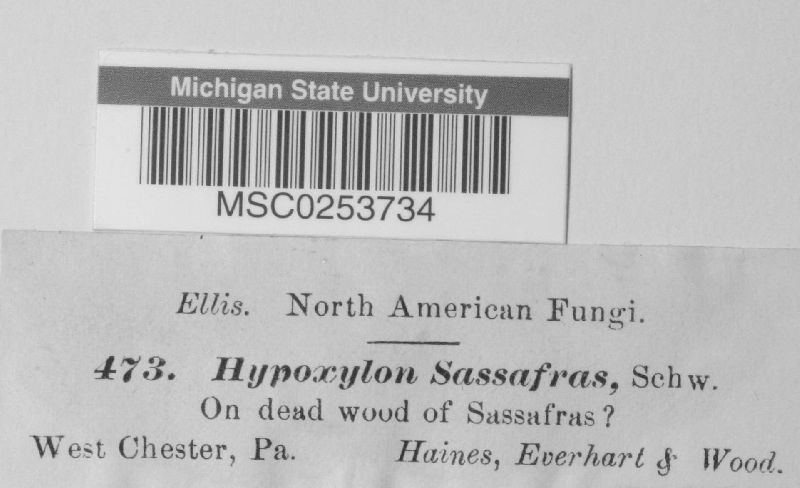 Michigan State University
MSC0253734
Ellis. North American Fungi.
473. Hypoxylon Sassafras, Schw.
On dead wood of Sassafras?
West Chester, Pa. Haines, Everhart & Wood.